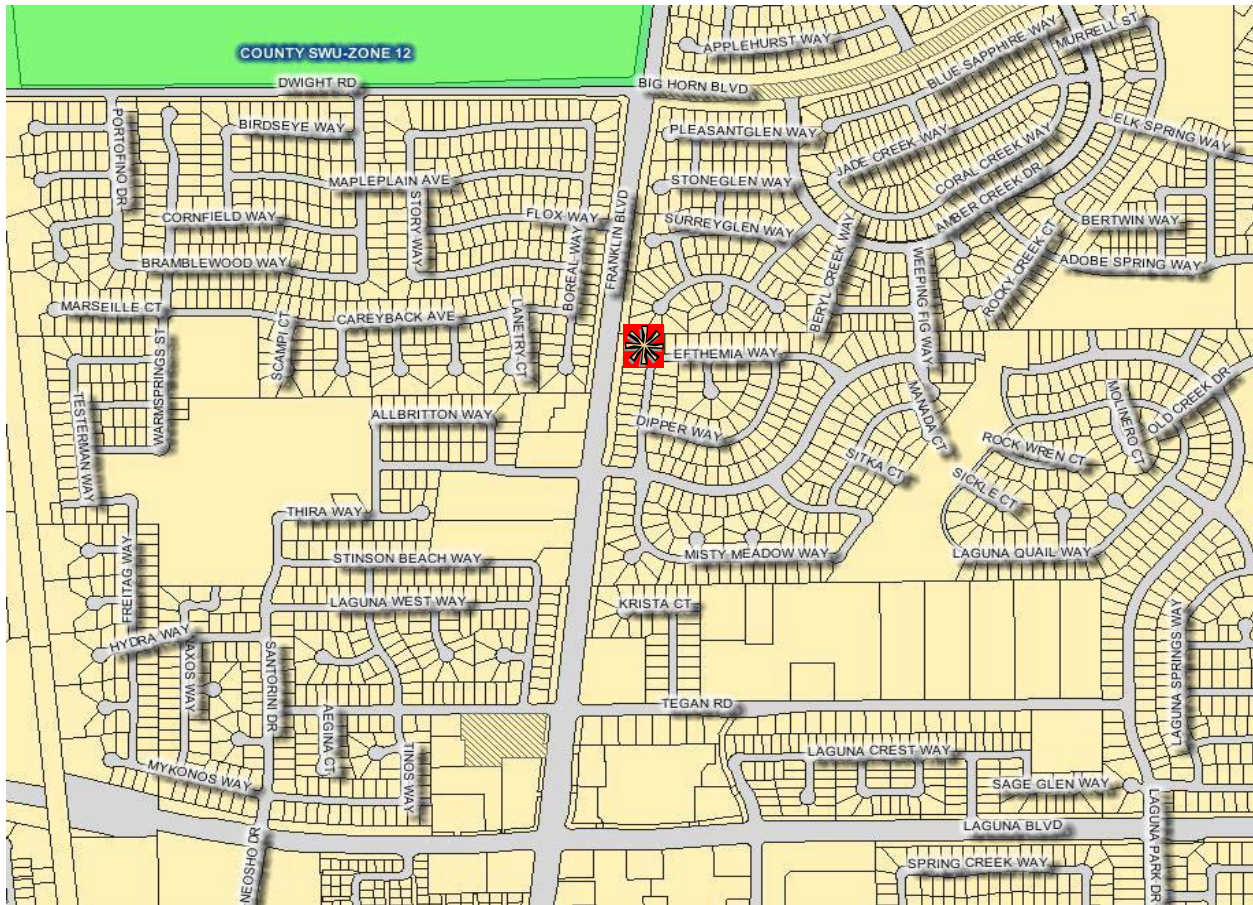 APPLEHURST WAY
BLUE SAPPHIRE WAY
MURRELL ST
COUNTY SWU-ZONE 12
DWIGHT RD
BIG HORN BLVD
PORTOFINO DR
BIRDSEYE WAY
PLEASANTGLEN WAY
ELK SPRING WAY
JADE CREEK WAY
CORAL CREEK WAY
MAPLEPLAIN AVE
STONEGLEN WAY
STORY WAY
AMBER CREEK DR
CORNFIELD WAY
FLOX WAY
SURREYGLEN WAY
BERTWIN WAY
FRANKLIN BLVD
BOREAL WAY
BERYL CREEK WAY
WEEPING FIG WAY
ROCKY CREEK CT
BRAMBLEWOOD WAY
ADOBE SPRING WAY
MARSEILLE CT
CAREYBACK AVE
LANETRY CT
SCAMPI CT
WARMSPRINGS ST
EFTHEMIA WAY
TESTERMAN WAY
ALLBRITTON WAY
DIPPER WAY
MANADA CT
MOLINERO CT
OLD CREEK DR
ROCK WREN CT
SITKA CT
SICKLE CT
THIRA WAY
STINSON BEACH WAY
MISTY MEADOW WAY
LAGUNA QUAIL WAY
FREITAG WAY
LAGUNA WEST WAY
KRISTA CT
HYDRA WAY
NAXOS WAY
SANTORINI DR
LAGUNA SPRINGS WAY
TEGAN RD
AEGINA CT
TINOS WAY
LAGUNA CREST WAY
MYKONOS WAY
SAGE GLEN WAY
LAGUNA PARK DR
LAGUNA BLVD
NEOSHO DR
SPRING CREEK WAY